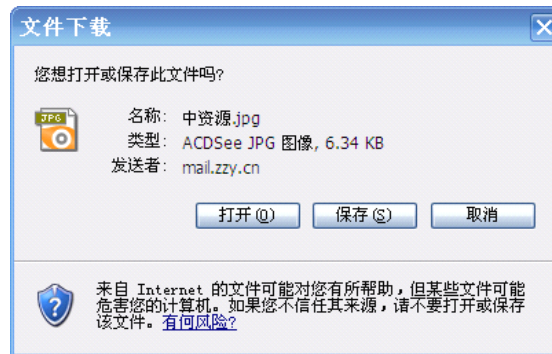 文件下载
您想打开或保存此文件吗?
JPG
名称: 中资源.jpg
类型: ACDSee JPG 图像, 6.34 KB
发送者: mail.zzy.cn
打开(O) 保存(S) 取消
来自 Internet 的文件可能对您有所帮助，但某些文件可能
危害您的计算机。如果您不信任其来源，请不要打开或保存
该文件。有何风险?